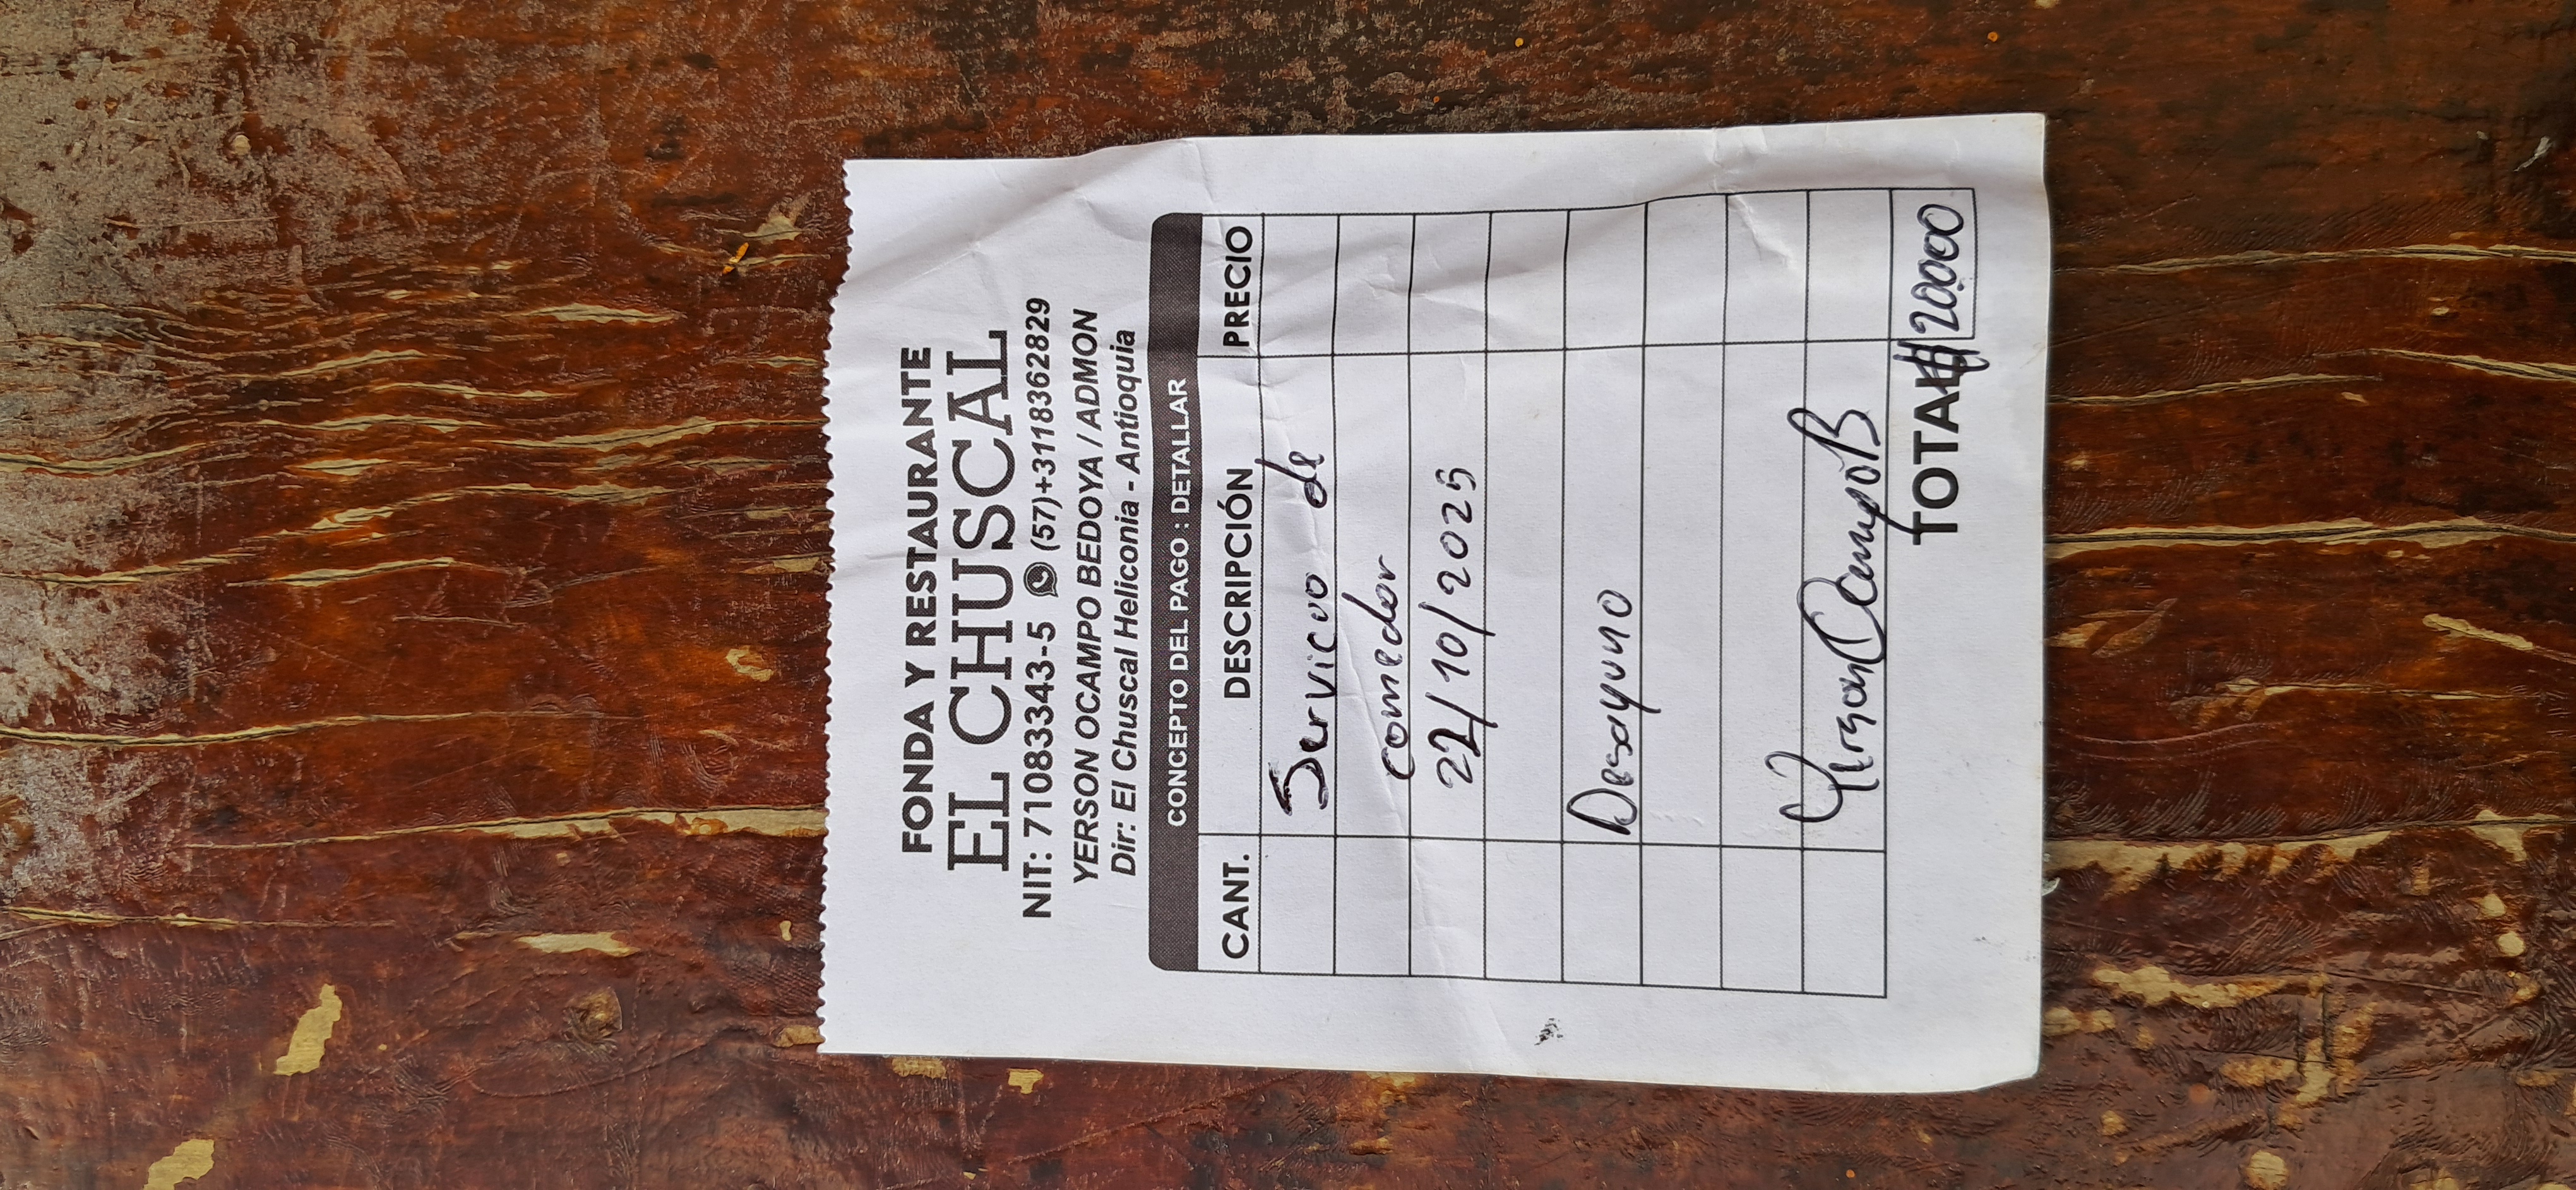 FONDA Y RESTAURANTE
EL CHUSCAL
NIT: 71083343-5 (57)+3118362829
YERSON OCAMPO BEDOYA / ADMON
Dir: El Chuscal Heliconia - Antioquia
CONCEPTO DEL PAGO : DETALLAR
CANT. DESCRIPCIÓN PRECIO
Servicio de
comedor
22/10/2025
Desayuno
Yerson Ocampo B
TOTAL $ 20.000